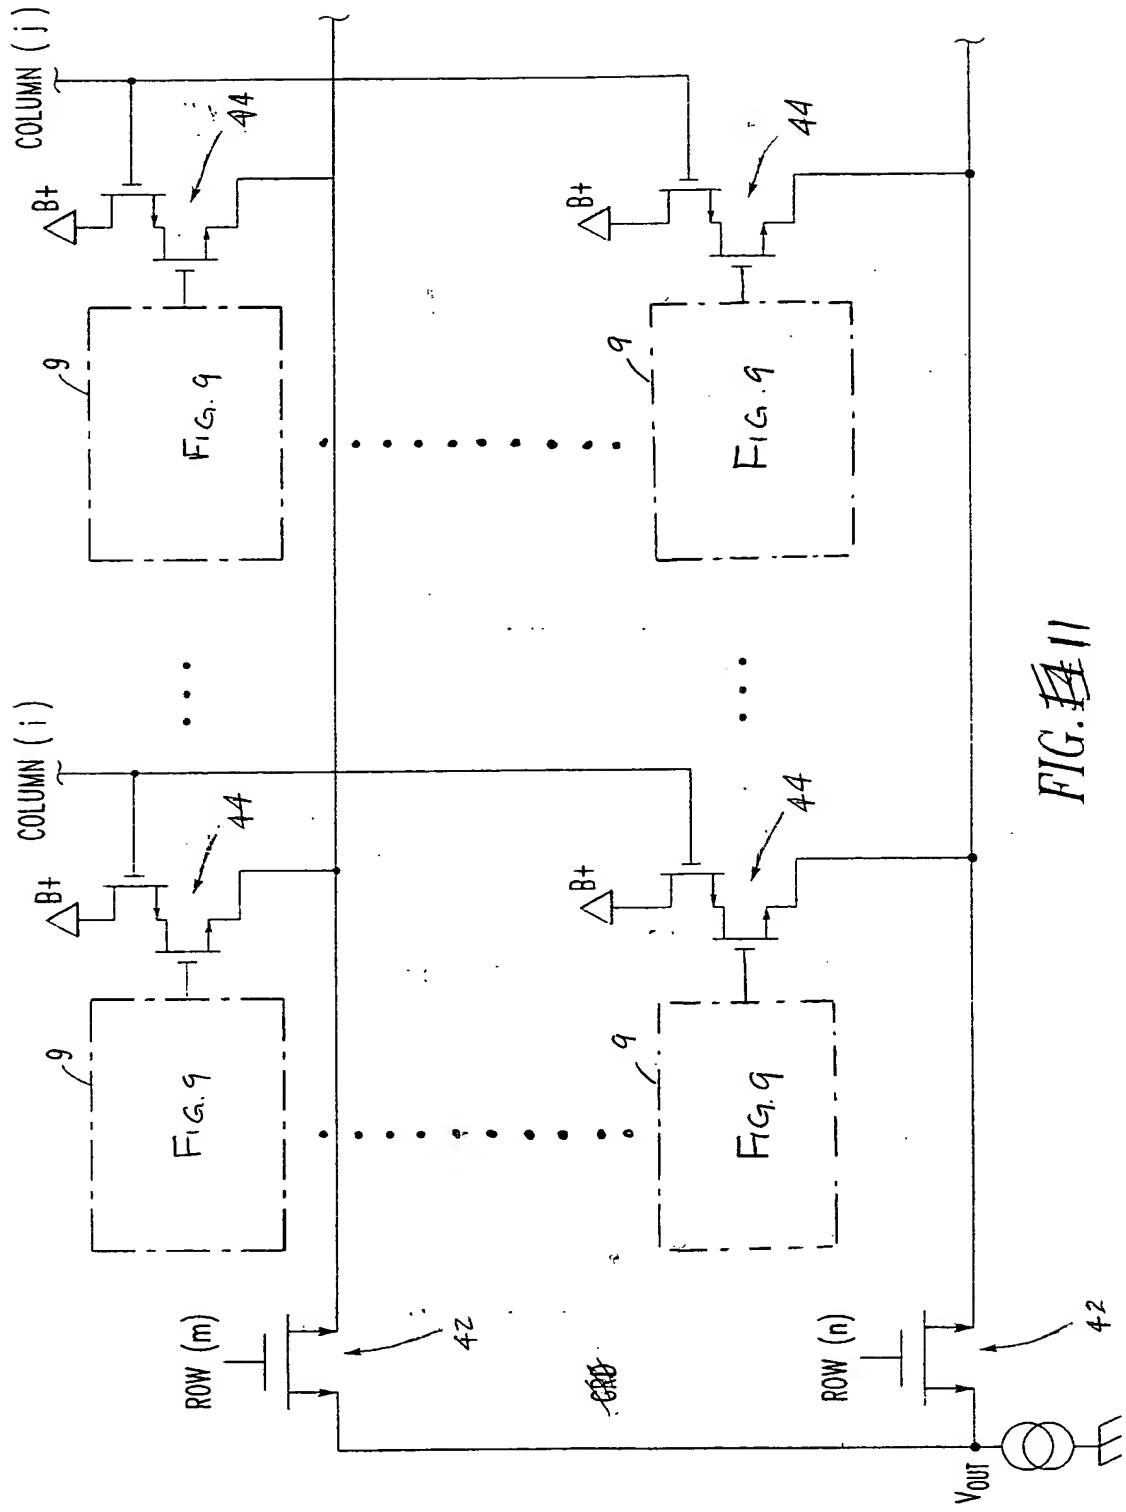 COLUMN (i)
COLUMN (j)
B+
44
B+
44
9
FIG. 9
9
FIG. 9
ROW (m)
42
B+
44
B+
44
9
FIG. 9
9
FIG. 9
GRD
ROW (n)
42
VOUT
FIG. 11